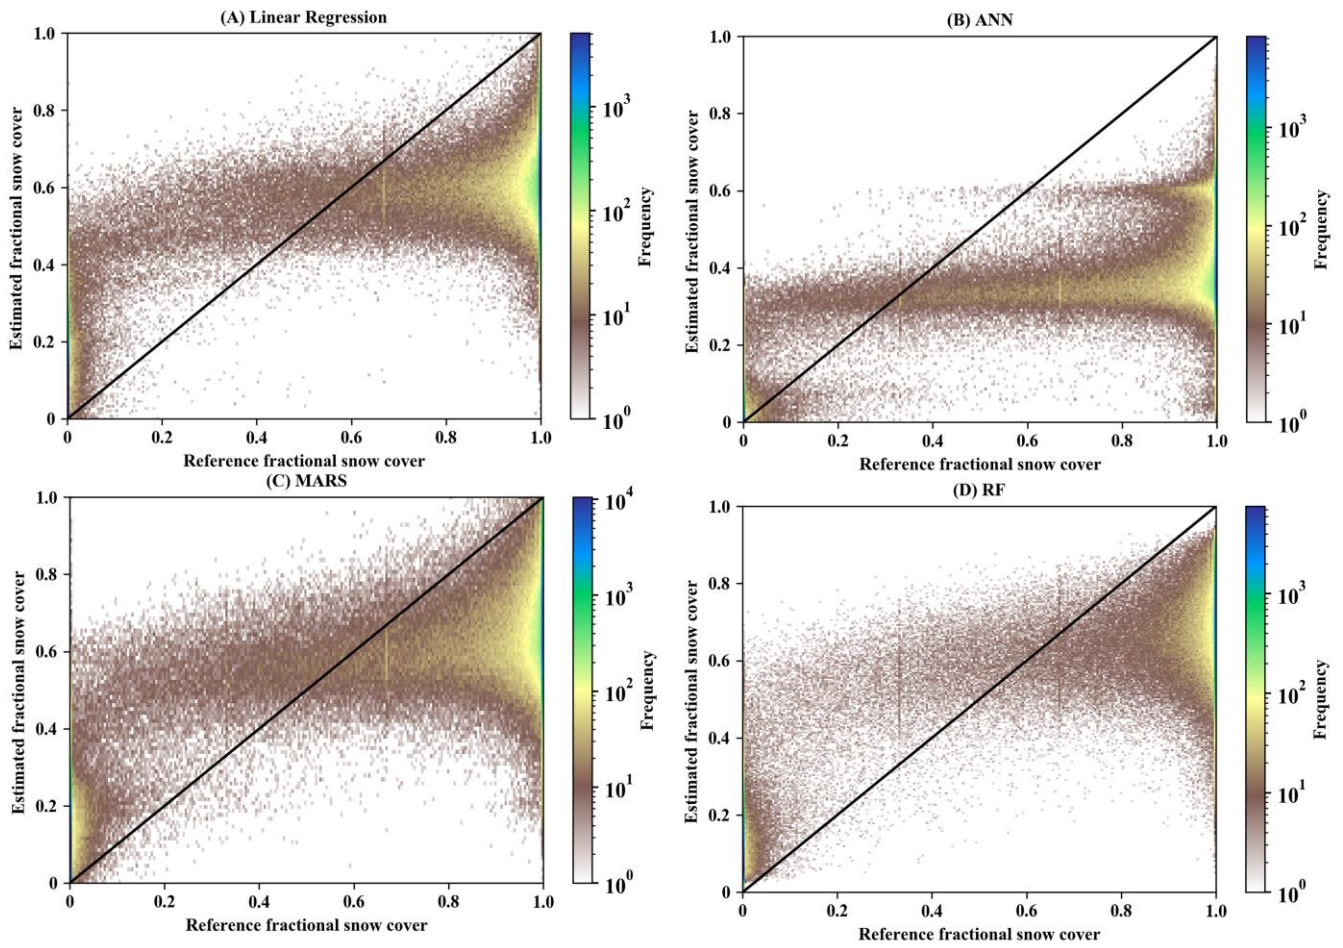 (A) Linear Regression
1.0
0.8
0.6
0.4
0.2
0
0 0.2 0.4 0.6 0.8 1.0
Estimated fractional snow cover
Reference fractional snow cover
10^3
10^2
10^1
10^0
Frequency
(B) ANN
1.0
0.8
0.6
0.4
0.2
0
0 0.2 0.4 0.6 0.8 1.0
Estimated fractional snow cover
Reference fractional snow cover
10^3
10^2
10^1
10^0
Frequency
(C) MARS
1.0
0.8
0.6
0.4
0.2
0
0 0.2 0.4 0.6 0.8 1.0
Estimated fractional snow cover
Reference fractional snow cover
10^4
10^3
10^2
10^1
10^0
Frequency
(D) RF
1.0
0.8
0.6
0.4
0.2
0
0 0.2 0.4 0.6 0.8 1.0
Estimated fractional snow cover
Reference fractional snow cover
10^3
10^2
10^1
10^0
Frequency